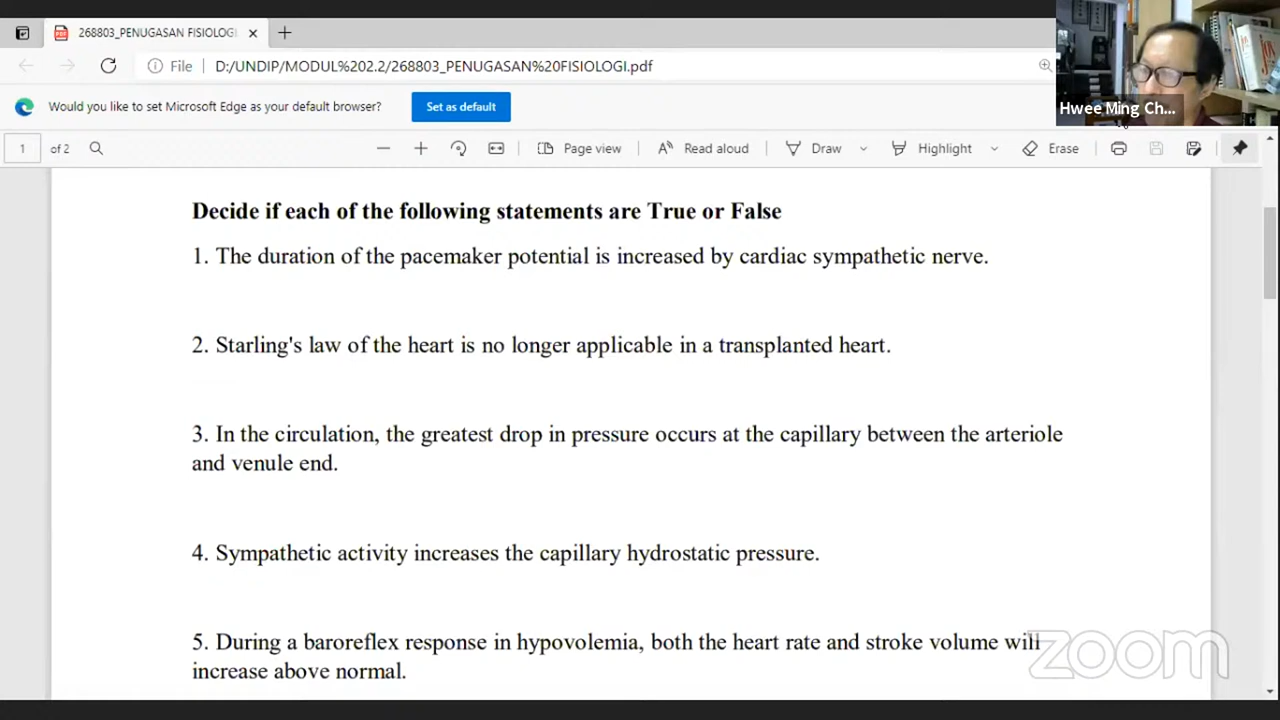 268803_PENUGASAN FISIOLOGI
File D:/UNDIP/MODUL%202.2/268803_PENUGASAN%20FISIOLOGI.pdf
Would you like to set Microsoft Edge as your default browser? Set as default
Hwee Ming Ch...
1 of 2 Page view Read aloud Draw Highlight Erase
Decide if each of the following statements are True or False
1. The duration of the pacemaker potential is increased by cardiac sympathetic nerve.
2. Starling's law of the heart is no longer applicable in a transplanted heart.
3. In the circulation, the greatest drop in pressure occurs at the capillary between the arteriole
and venule end.
4. Sympathetic activity increases the capillary hydrostatic pressure.
5. During a baroreflex response in hypovolemia, both the heart rate and stroke volume will
increase above normal.
zoom